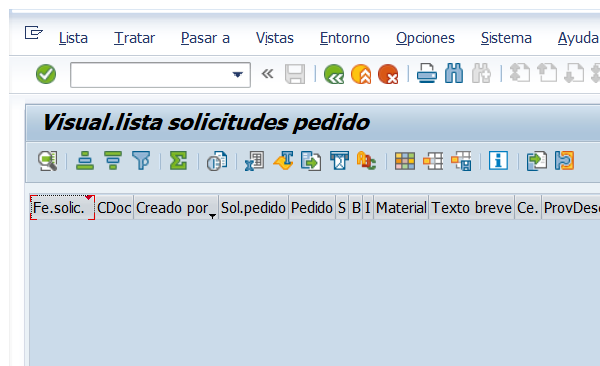 Lista Tratar Pasar a Vistas Entorno Opciones Sistema Ayuda
Visual.lista solicitudes pedido
Fe.solic. CDoc Creado por Sol.pedido Pedido S B I Material Texto breve Ce. ProvDese